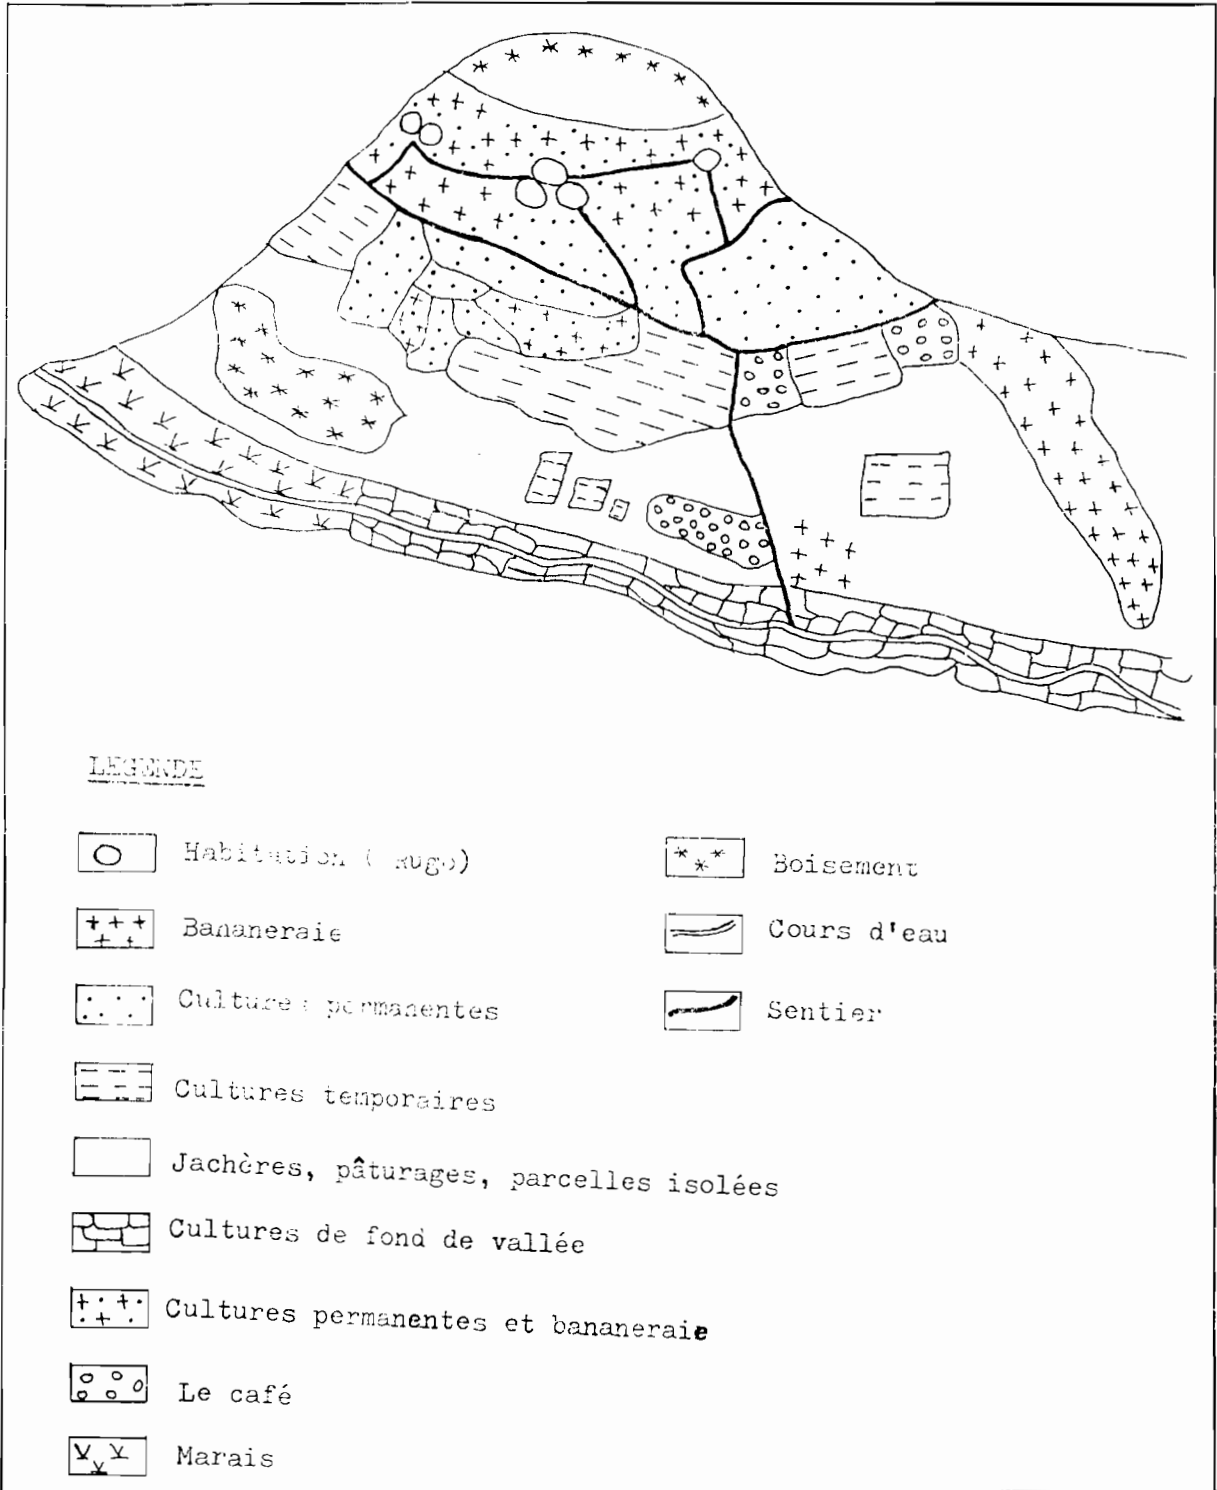 LEGENDE
Habitation ( Rugo)
Bananeraie
Cultures permanentes
Cultures temporaires
Jachères, pâturages, parcelles isolées
Cultures de fond de vallée
Cultures permanentes et bananeraie
Le café
Marais
Boisement
Cours d'eau
Sentier